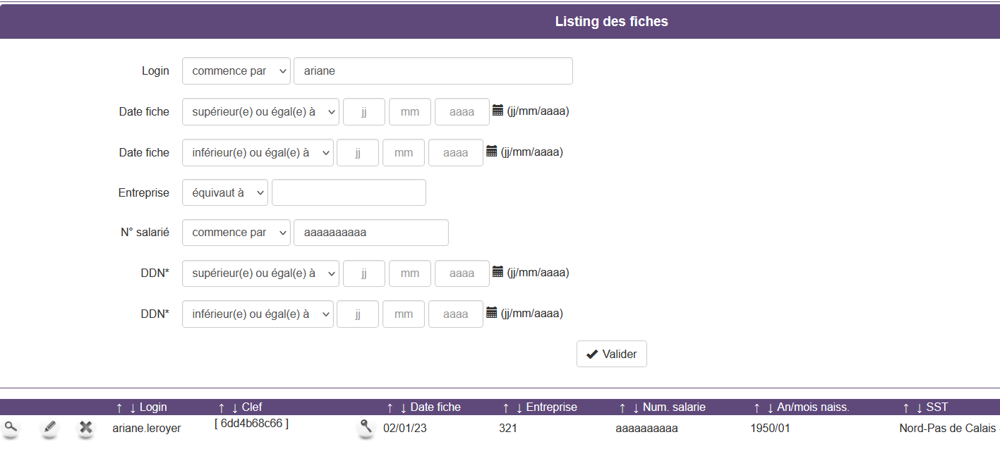 Listing des fiches
Login commence par ariane
Date fiche supérieur(e) ou égal(e) à jj mm aaaa (jj/mm/aaaa)
Date fiche inférieur(e) ou égal(e) à jj mm aaaa (jj/mm/aaaa)
Entreprise équivaut à
N° salarié commence par aaaaaaaaaa
DDN* supérieur(e) ou égal(e) à jj mm aaaa (jj/mm/aaaa)
DDN* inférieur(e) ou égal(e) à jj mm aaaa (jj/mm/aaaa)
Valider
↑ ↓ Login ↑ ↓ Clef ↑ ↓ Date fiche ↑ ↓ Entreprise ↑ ↓ Num. salarie ↑ ↓ An/mois naiss. ↑ ↓ SST
ariane.leroyer [ 6dd4b68c66 ] 02/01/23 321 aaaaaaaaaa 1950/01 Nord-Pas de Calais -